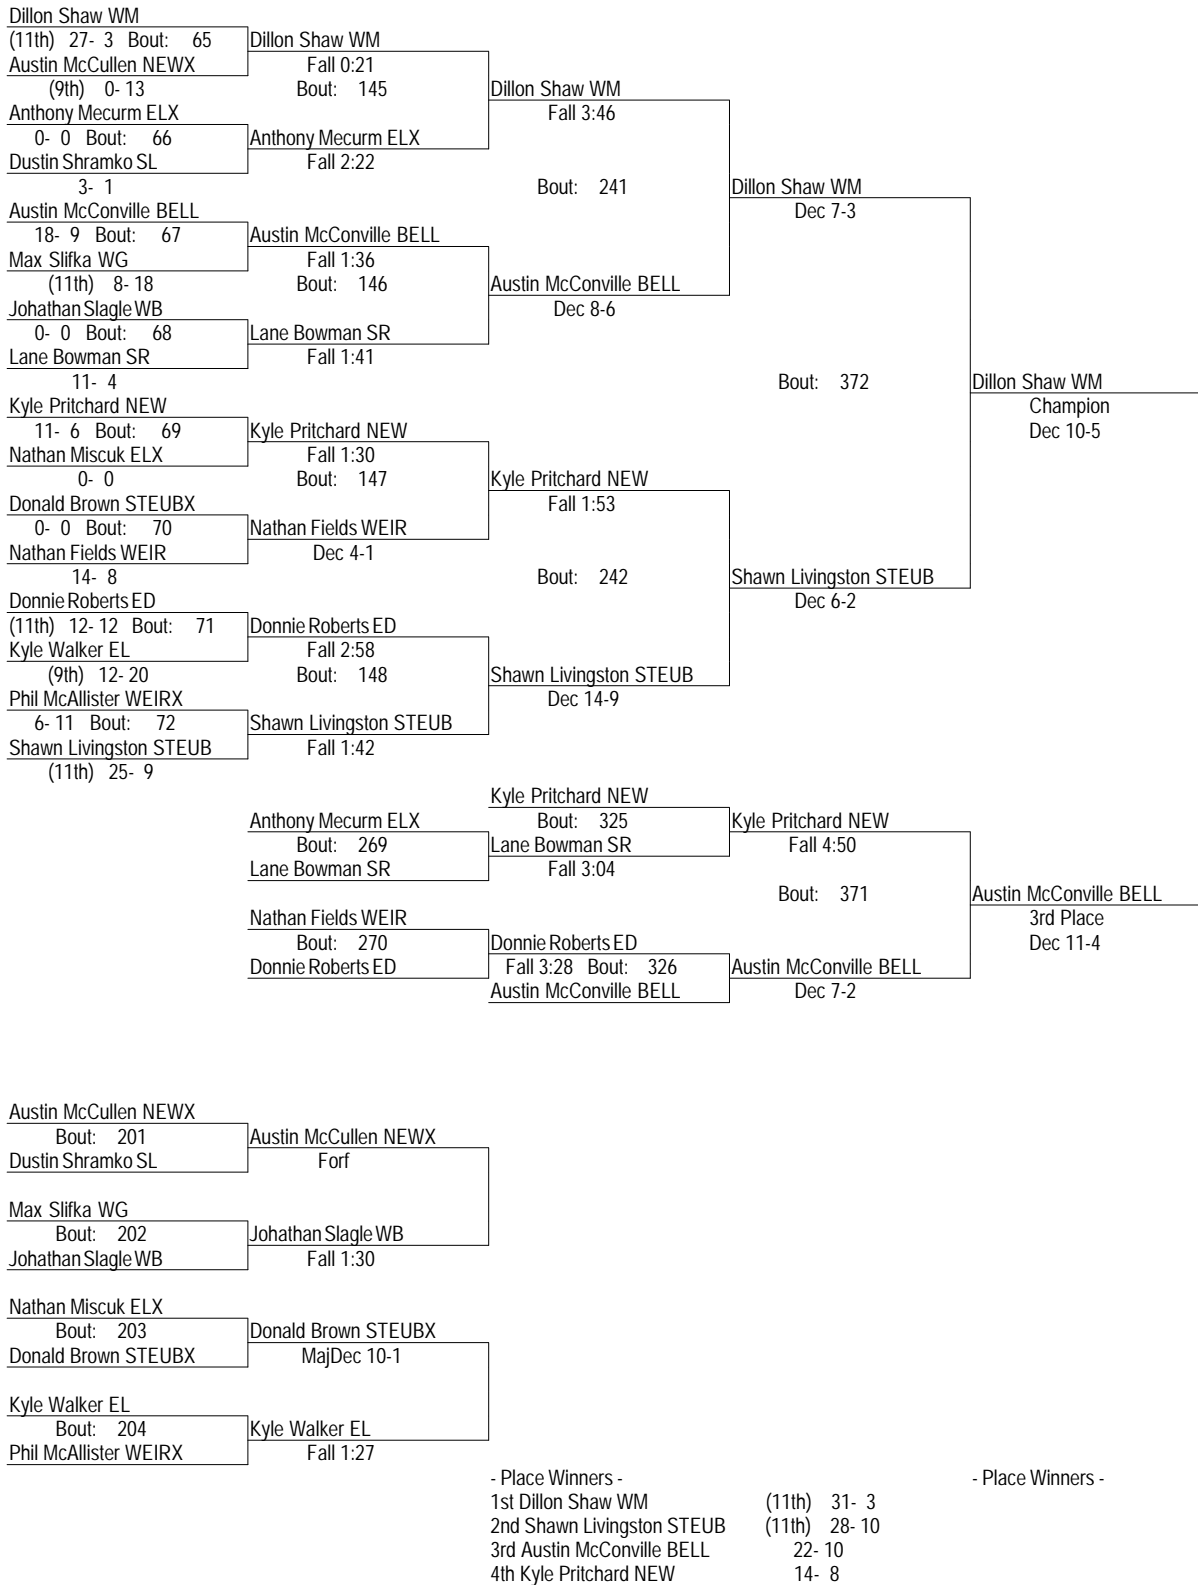 Dillon Shaw WM
(11th) 27- 3 Bout: 65
Dillon Shaw WM
Austin McCullen NEWX
Fall 0:21
(9th) 0- 13
Bout: 145
Dillon Shaw WM
Anthony Mecurm ELX
Fall 3:46
0- 0 Bout: 66
Anthony Mecurm ELX
Dustin Shramko SL
Fall 2:22
3- 1
Bout: 241
Dillon Shaw WM
Austin McConville BELL
Dec 7-3
18- 9 Bout: 67
Austin McConville BELL
Max Slifka WG
Fall 1:36
(11th) 8- 18
Bout: 146
Austin McConville BELL
Johathan Slagle WB
Dec 8-6
0- 0 Bout: 68
Lane Bowman SR
Lane Bowman SR
Fall 1:41
11- 4
Bout: 372
Dillon Shaw WM
Kyle Pritchard NEW
Champion
11- 6 Bout: 69
Kyle Pritchard NEW
Dec 10-5
Nathan Miscuk ELX
Fall 1:30
0- 0
Bout: 147
Kyle Pritchard NEW
Donald Brown STEUBX
Fall 1:53
0- 0 Bout: 70
Nathan Fields WEIR
Nathan Fields WEIR
Dec 4-1
14- 8
Bout: 242
Shawn Livingston STEUB
Donnie Roberts ED
Dec 6-2
(11th) 12- 12 Bout: 71
Donnie Roberts ED
Kyle Walker EL
Fall 2:58
(9th) 12- 20
Bout: 148
Shawn Livingston STEUB
Phil McAllister WEIRX
Dec 14-9
6- 11 Bout: 72
Shawn Livingston STEUB
Shawn Livingston STEUB
Fall 1:42
(11th) 25- 9
Kyle Pritchard NEW
Anthony Mecurm ELX
Bout: 325
Kyle Pritchard NEW
Bout: 269
Lane Bowman SR
Fall 4:50
Lane Bowman SR
Fall 3:04
Bout: 371
Austin McConville BELL
Nathan Fields WEIR
3rd Place
Bout: 270
Donnie Roberts ED
Dec 11-4
Donnie Roberts ED
Fall 3:28 Bout: 326
Austin McConville BELL
Austin McConville BELL
Dec 7-2
Austin McCullen NEWX
Bout: 201
Austin McCullen NEWX
Dustin Shramko SL
Forf
Max Slifka WG
Bout: 202
Johathan Slagle WB
Johathan Slagle WB
Fall 1:30
Nathan Miscuk ELX
Bout: 203
Donald Brown STEUBX
Donald Brown STEUBX
MajDec 10-1
Kyle Walker EL
Bout: 204
Kyle Walker EL
Phil McAllister WEIRX
Fall 1:27
- Place Winners -
- Place Winners -
1st Dillon Shaw WM (11th) 31- 3
2nd Shawn Livingston STEUB (11th) 28- 10
3rd Austin McConville BELL 22- 10
4th Kyle Pritchard NEW 14- 8